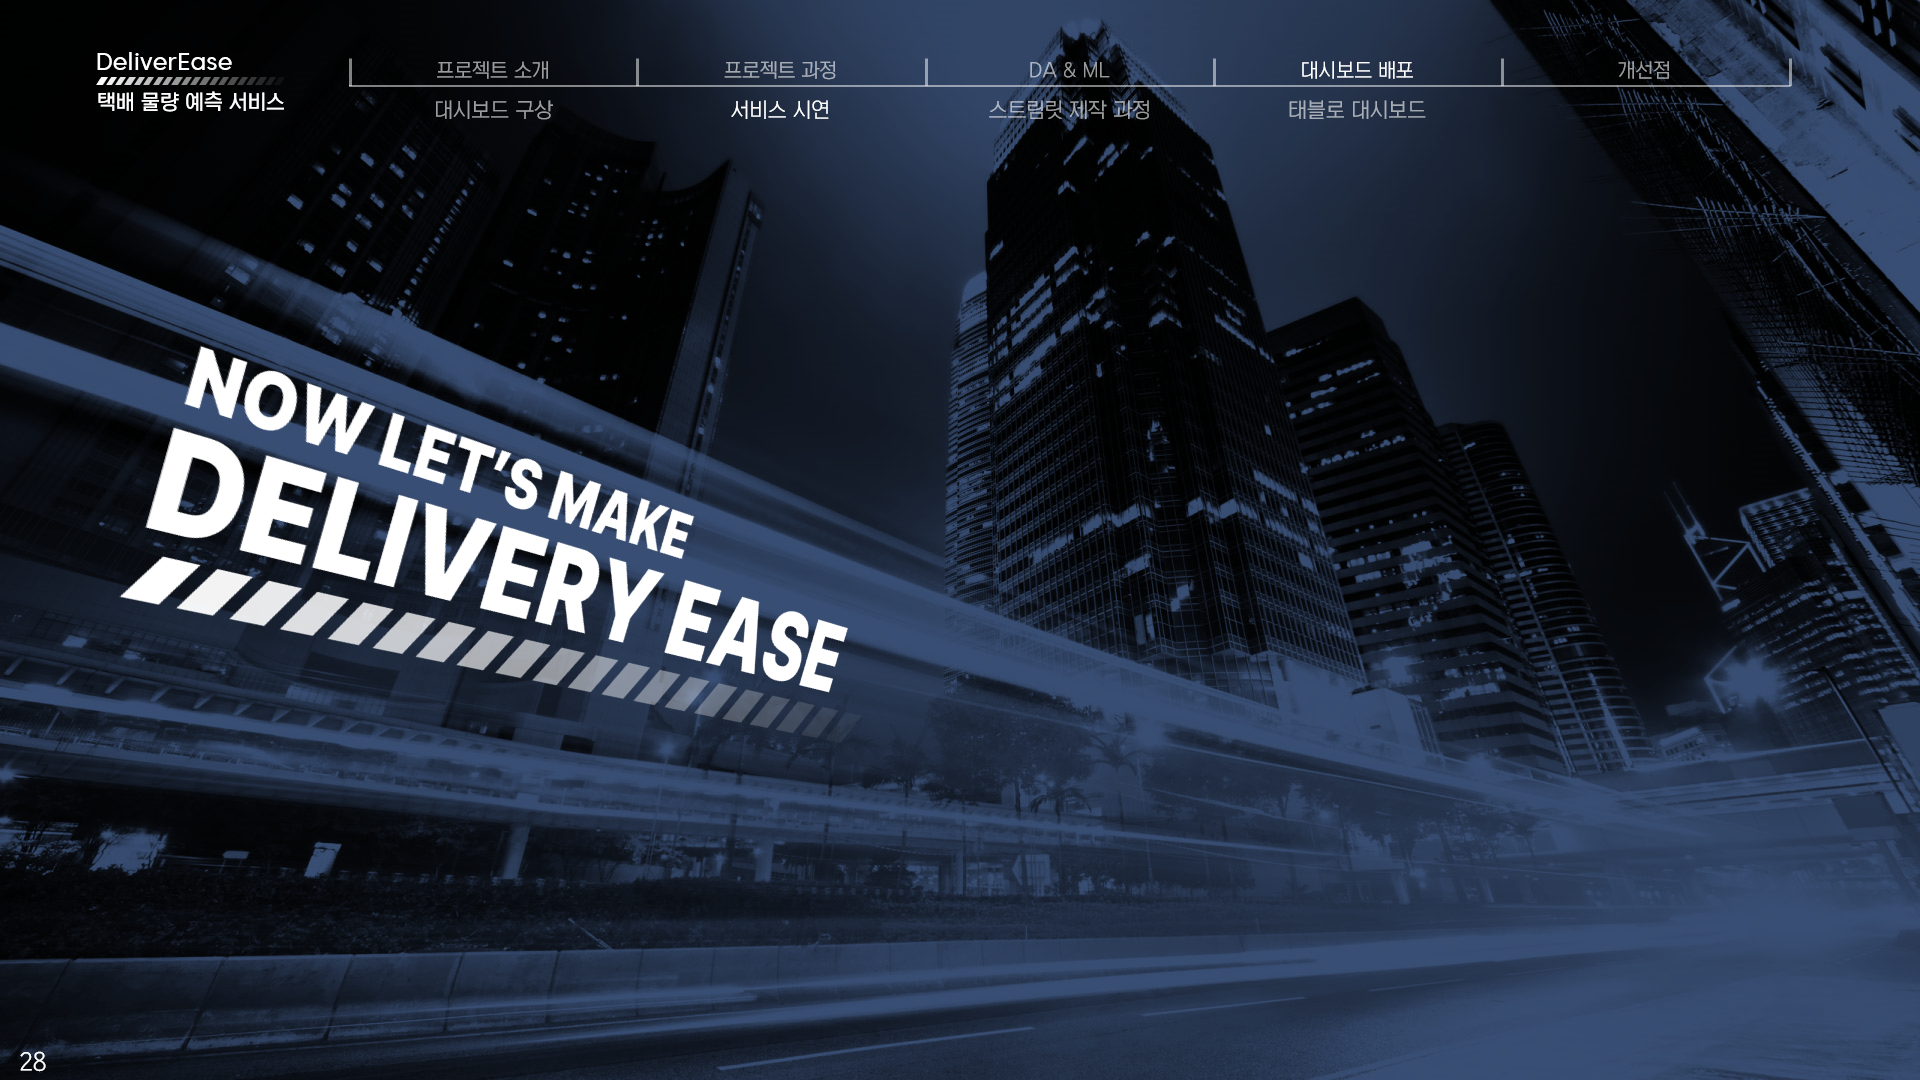 DeliverEase
택배 물량 예측 서비스
프로젝트 소개
프로젝트 과정
DA & ML
대시보드 배포
개선점
대시보드 구상
서비스 시연
스트림릿 제작 과정
태블로 대시보드
NOW LET'S MAKE
DELIVERY EASE
28